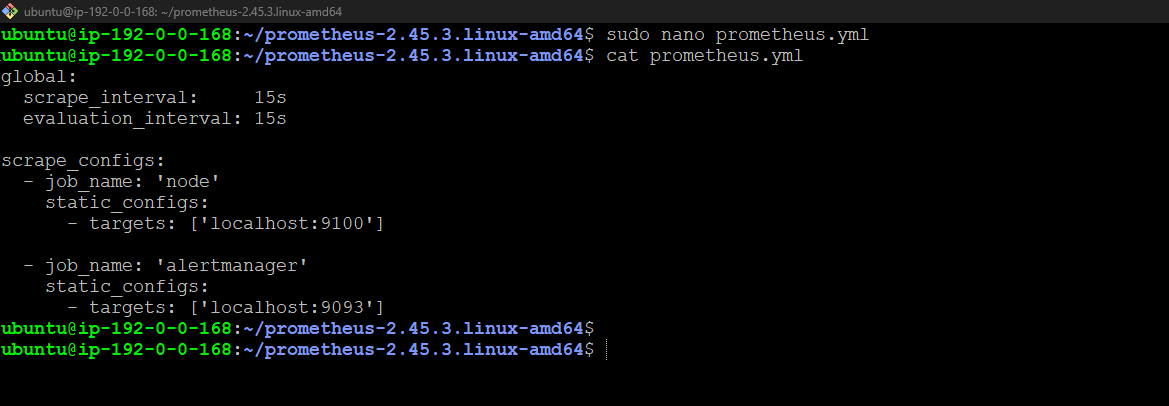 ubuntu@ip-192-0-0-168: ~/prometheus-2.45.3.linux-amd64
ubuntu@ip-192-0-0-168:~/prometheus-2.45.3.linux-amd64$ sudo nano prometheus.yml
ubuntu@ip-192-0-0-168:~/prometheus-2.45.3.linux-amd64$ cat prometheus.yml
global:
  scrape_interval:     15s
  evaluation_interval: 15s

scrape_configs:
  - job_name: 'node'
    static_configs:
      - targets: ['localhost:9100']

  - job_name: 'alertmanager'
    static_configs:
      - targets: ['localhost:9093']
ubuntu@ip-192-0-0-168:~/prometheus-2.45.3.linux-amd64$
ubuntu@ip-192-0-0-168:~/prometheus-2.45.3.linux-amd64$